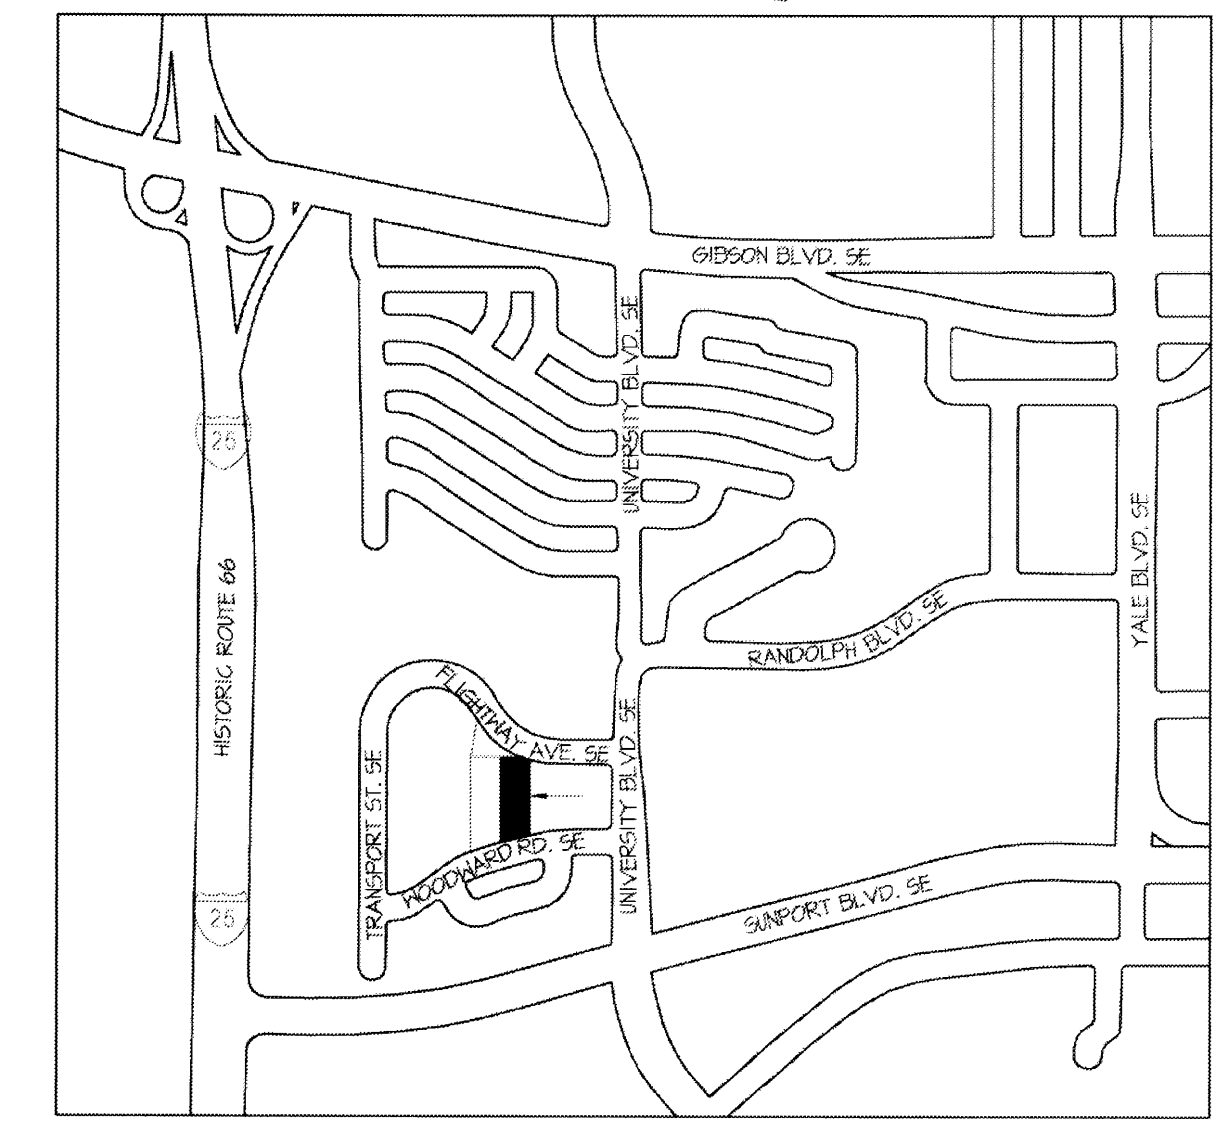 GIBSON BLVD. SE
UNIVERSITY BLVD. SE
25
YALE BLVD. SE
HISTORIC ROUTE 66
RANDOLPH BLVD. SE
FLIGHTWAY AVE. SE
UNIVERSITY BLVD. SE
TRANSPORT ST. SE
WOODWARD RD. SE
SUNPORT BLVD. SE
25